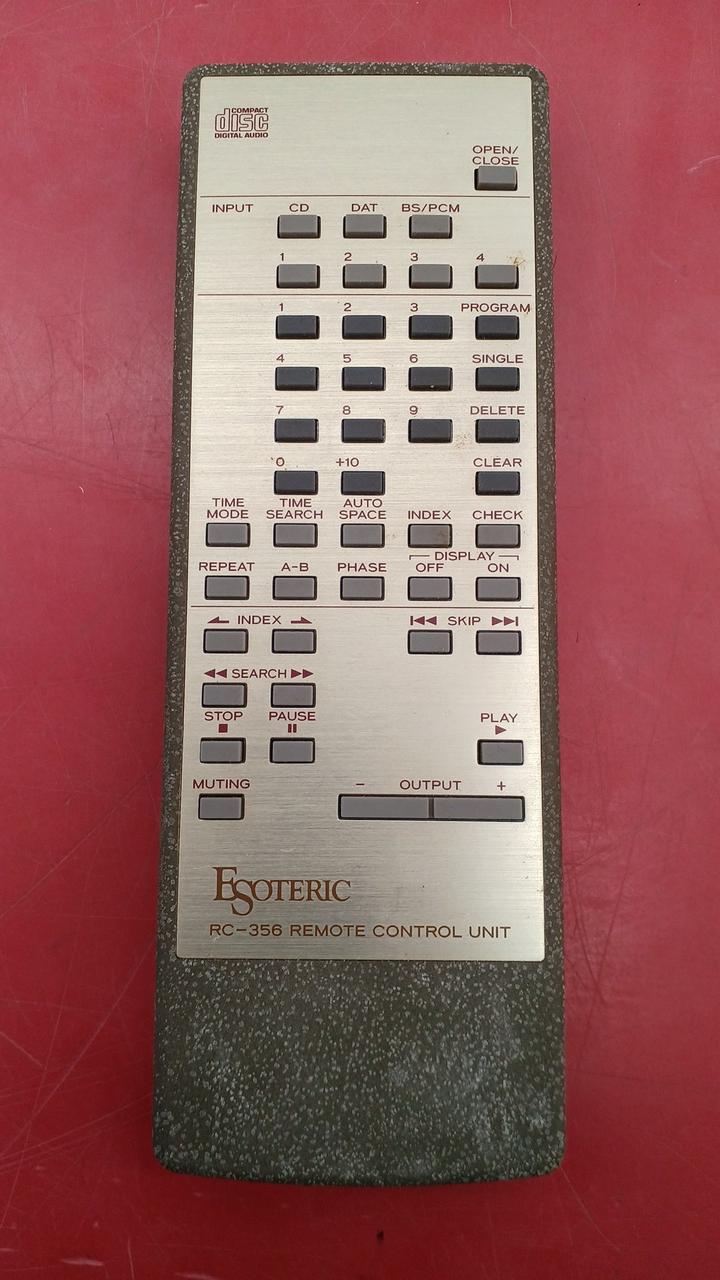 COMPACT
disc
DIGITAL AUDIO
OPEN/
CLOSE
INPUT CD DAT BS/PCM
1 2 3 4
1 2 3 PROGRAM
4 5 6 SINGLE
7 8 9 DELETE
0 +10 CLEAR
TIME MODE TIME SEARCH AUTO SPACE INDEX CHECK
DISPLAY
REPEAT A-B PHASE OFF ON
INDEX SKIP
SEARCH
STOP PAUSE PLAY
MUTING − OUTPUT +
ESOTERIC
RC-356 REMOTE CONTROL UNIT